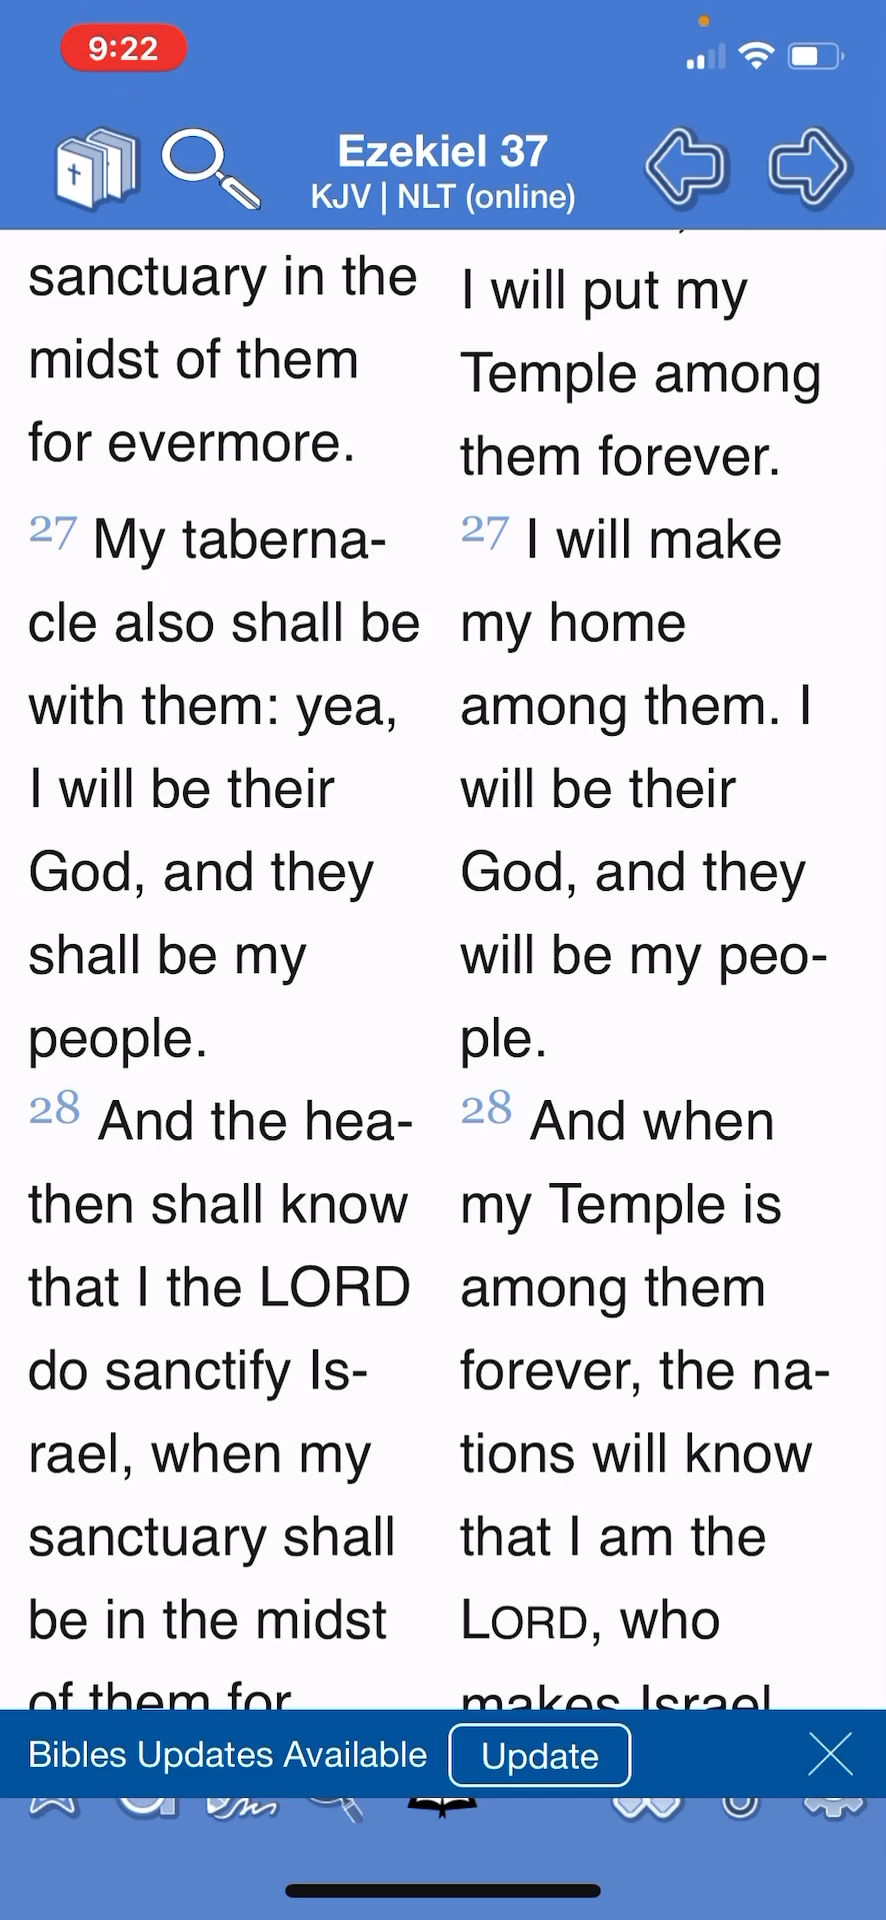 9:22
Ezekiel 37
KJV | NLT (online)
sanctuary in the
midst of them
for evermore.
27 My taberna-
cle also shall be
with them: yea,
I will be their
God, and they
shall be my
people.
28 And the hea-
then shall know
that I the LORD
do sanctify Is-
rael, when my
sanctuary shall
be in the midst
of them for
I will put my
Temple among
them forever.
27 I will make
my home
among them. I
will be their
God, and they
will be my peo-
ple.
28 And when
my Temple is
among them
forever, the na-
tions will know
that I am the
LORD, who
makes Israel
Bibles Updates Available
Update